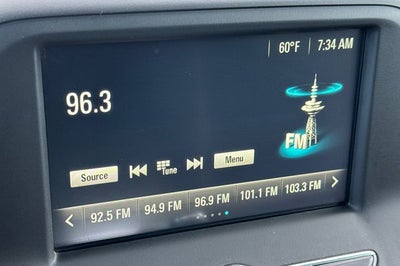 60°F 7:34 AM
96.3
FM
Source Tune Menu
92.5 FM 94.9 FM 96.9 FM 101.1 FM 103.3 FM